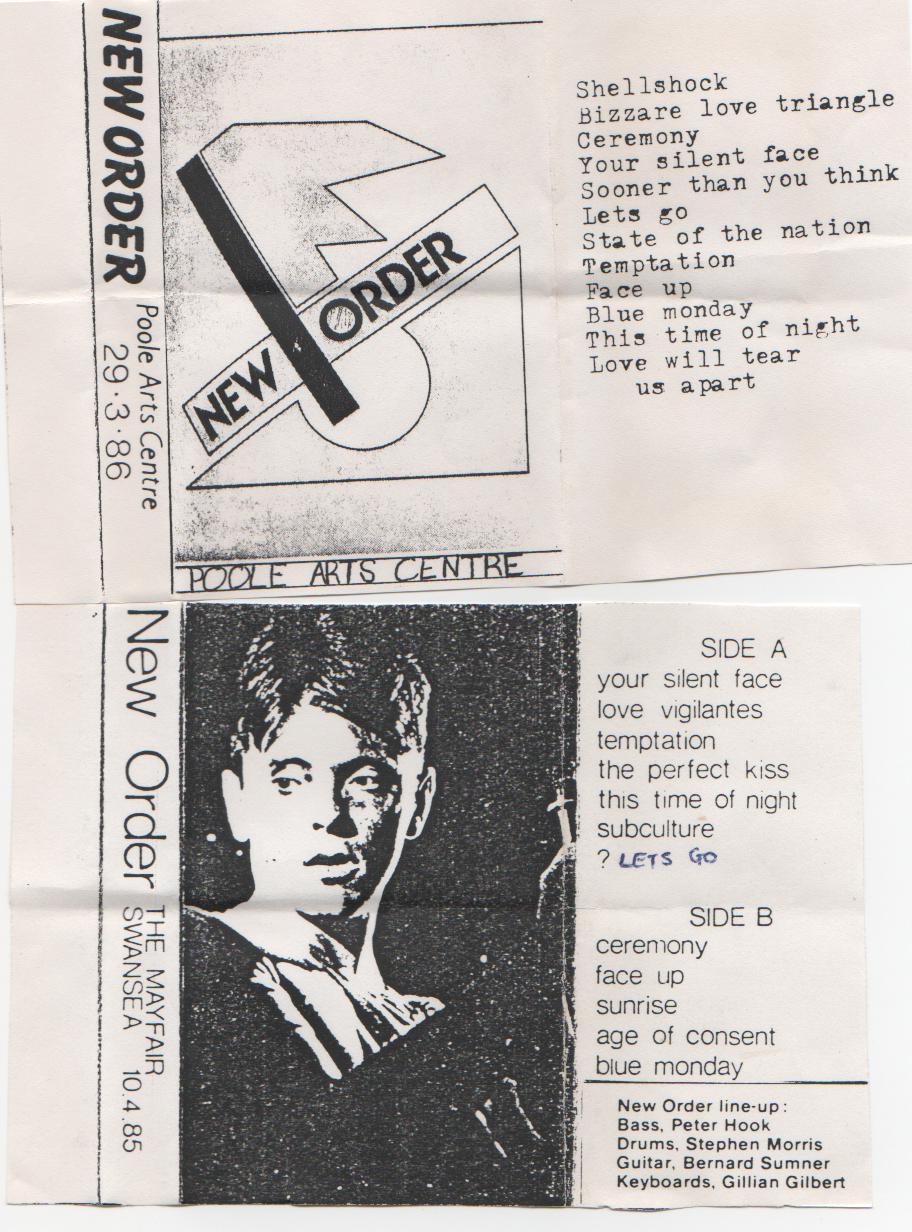 NEW ORDER
Poole Arts Centre
29·3·86
NEW ORDER
POOLE ARTS CENTRE
Shellshock
Bizzare love triangle
Ceremony
Your silent face
Sooner than you think
Lets go
State of the nation
Temptation
Face up
Blue monday
This time of night
Love will tear
us apart
New Order
THE MAYFAIR
SWANSEA 10.4.85
SIDE A
your silent face
love vigilantes
temptation
the perfect kiss
this time of night
subculture
? LETS GO
SIDE B
ceremony
face up
sunrise
age of consent
blue monday
New Order line-up:
Bass, Peter Hook
Drums, Stephen Morris
Guitar, Bernard Sumner
Keyboards, Gillian Gilbert